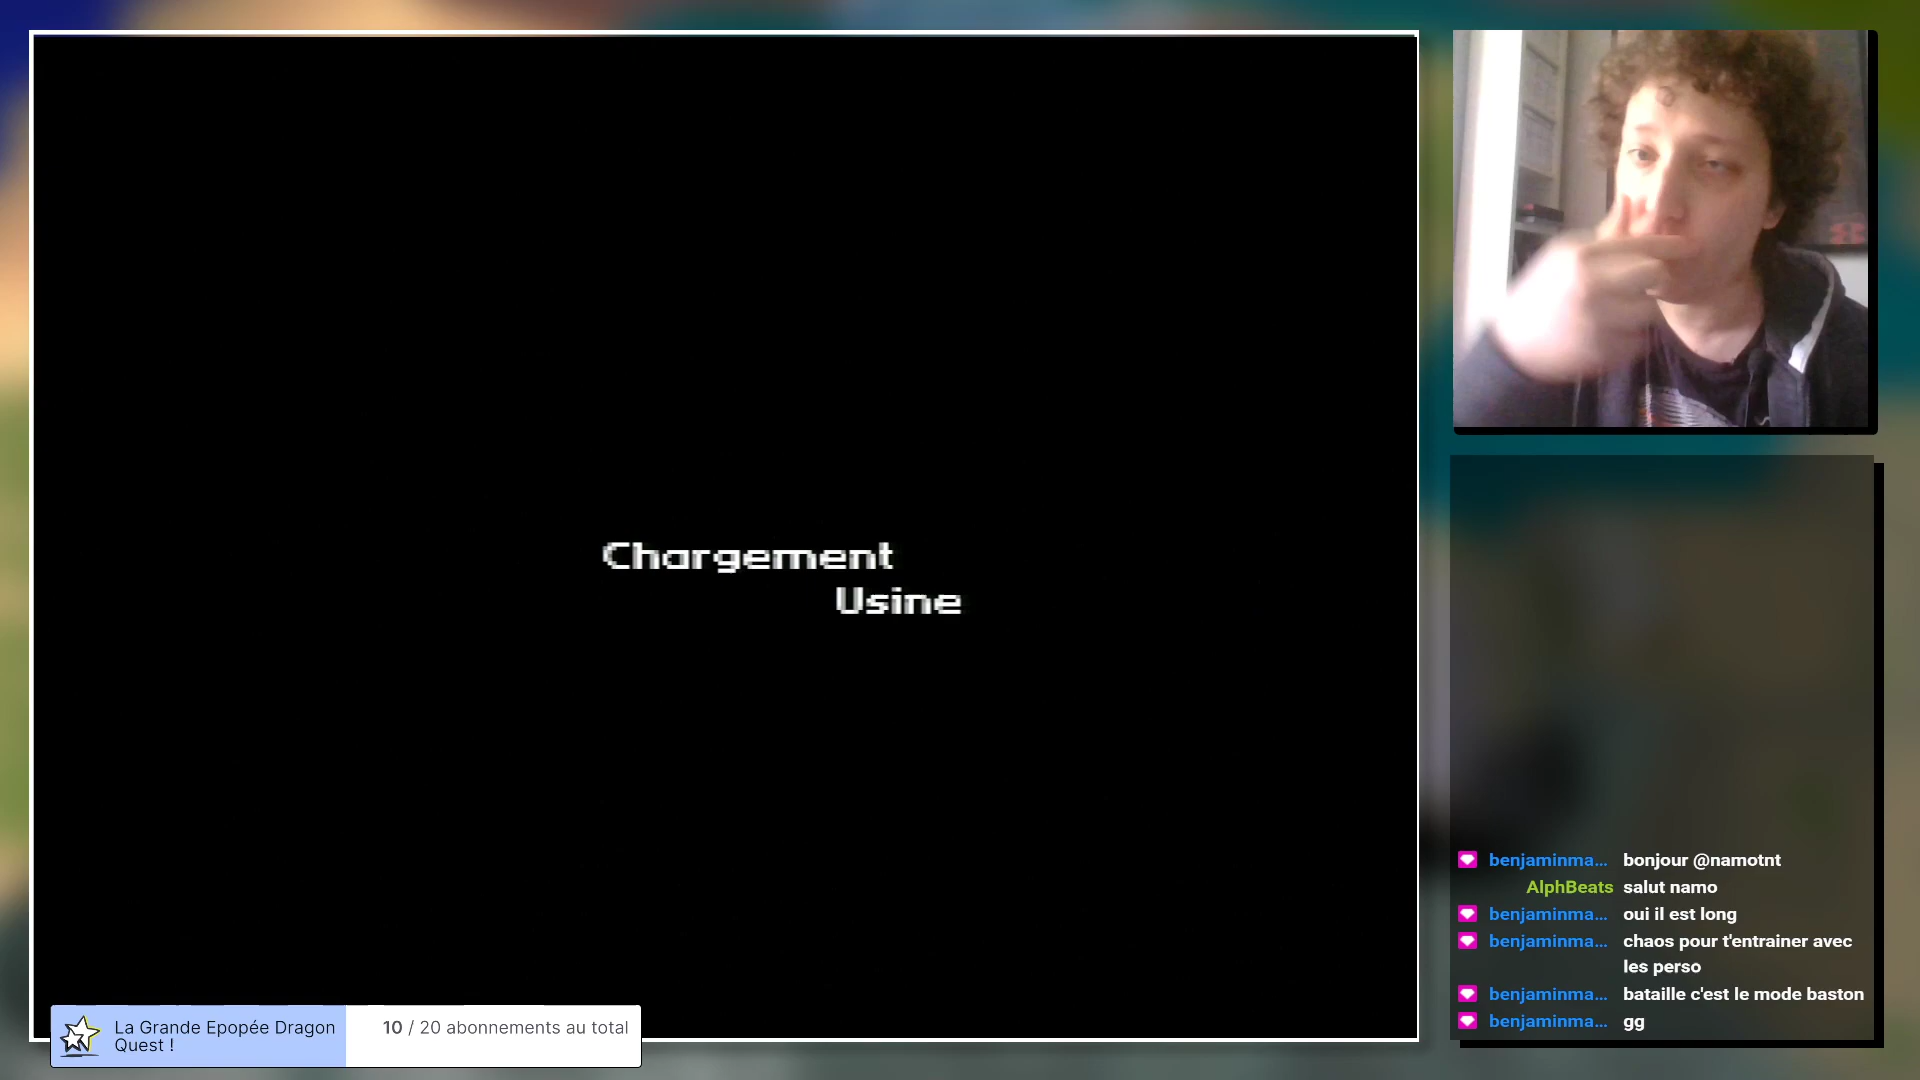 Chargement
Usine
La Grande Epopée Dragon
Quest !
10 / 20 abonnements au total
benjaminma... bonjour @namotnt
AlphBeats salut namo
benjaminma... oui il est long
benjaminma... chaos pour t'entrainer avec
les perso
benjaminma... bataille c'est le mode baston
benjaminma... gg